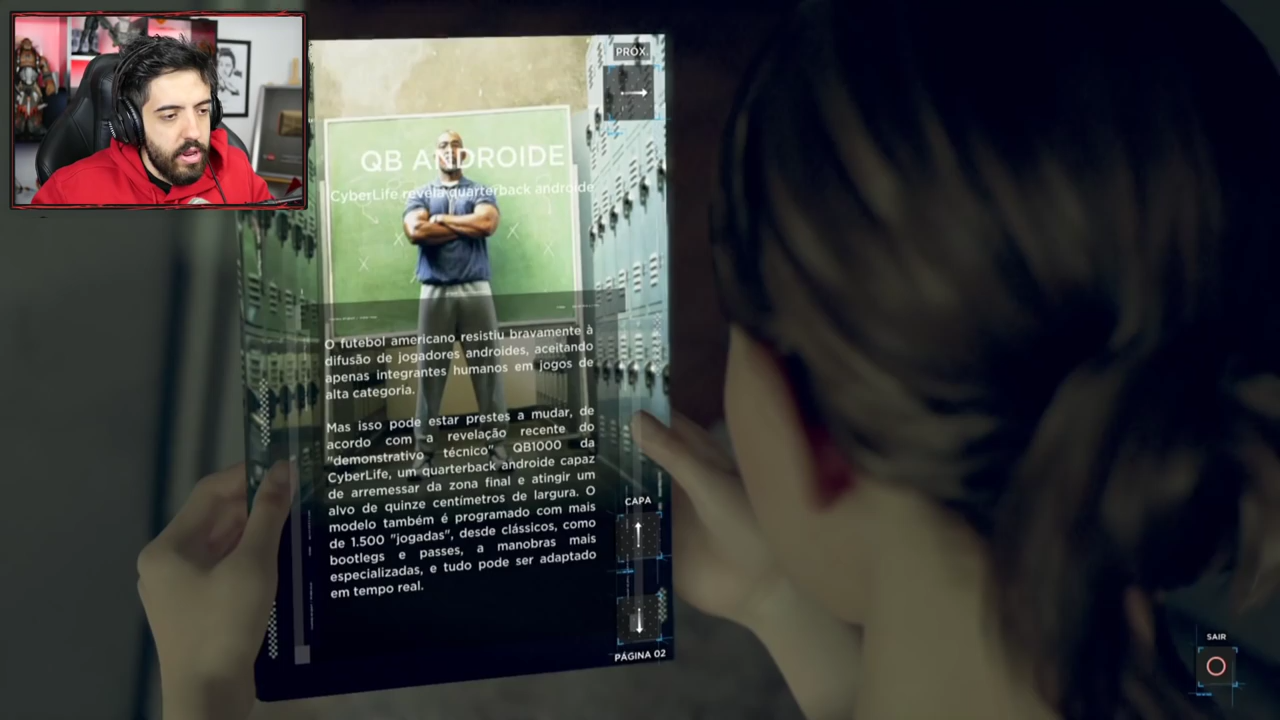 PRÓX.
QB ANDROIDE
CyberLife revela quarterback androide
O futebol americano resistiu bravamente à
difusão de jogadores androides, aceitando
apenas integrantes humanos em jogos de
alta categoria.
Mas isso pode estar prestes a mudar, de
acordo com a revelação recente do
"demonstrativo técnico" QB1000 da
CyberLife, um quarterback androide capaz
de arremessar da zona final e atingir um
alvo de quinze centímetros de largura. O
modelo também é programado com mais
de 1.500 "jogadas", desde clássicos, como
bootlegs e passes, a manobras mais
especializadas, e tudo pode ser adaptado
em tempo real.
CAPA
PÁGINA 02
SAIR